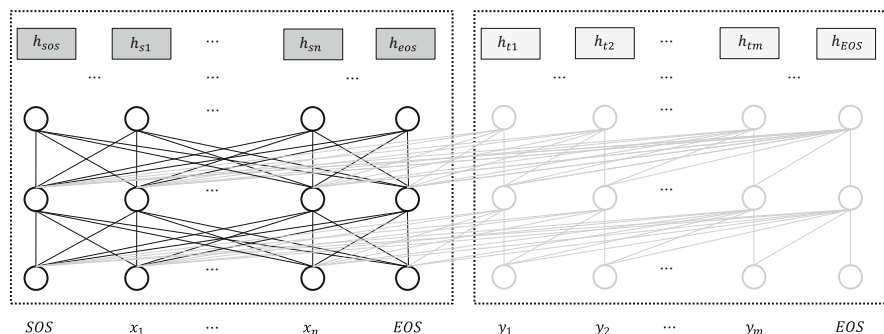 h_sos h_s1 ... h_sn h_eos h_t1 h_t2 ... h_tm h_EOS
... ... ... ... ... ...
... ...
... ...
... ...
SOS x_1 ... x_n EOS y_1 y_2 ... y_m EOS